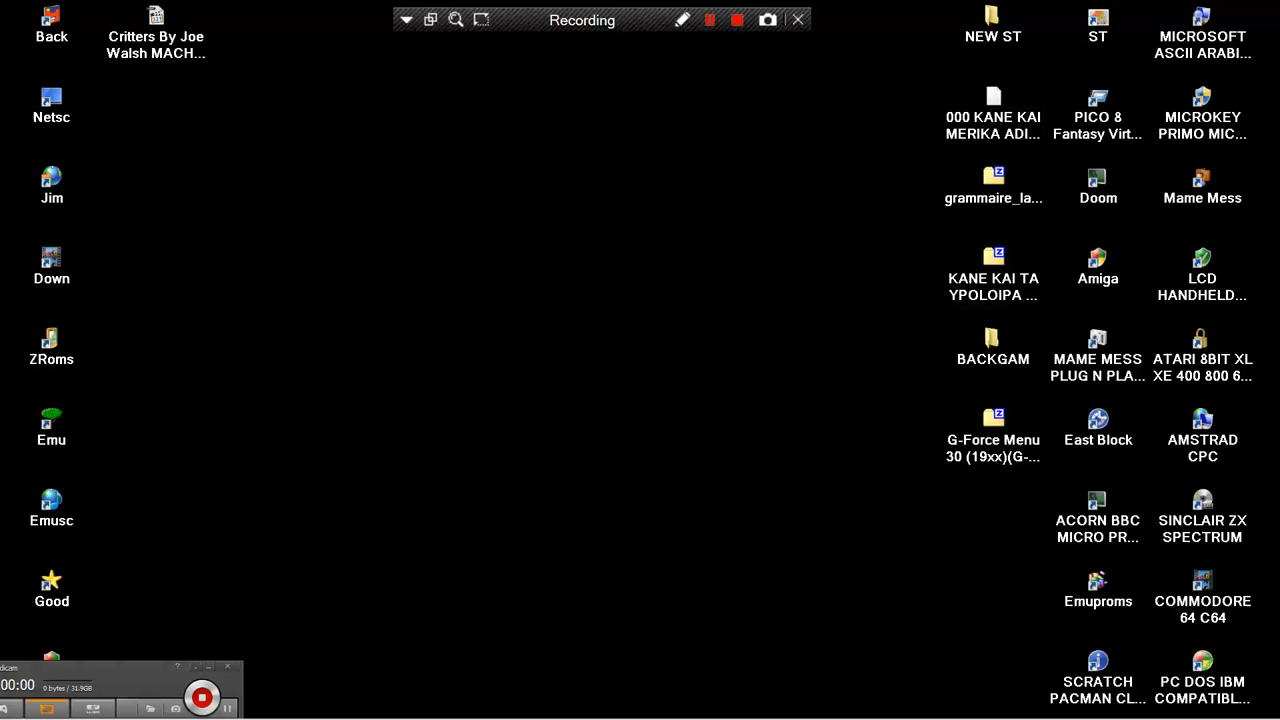 Recording
Back
Critters By Joe
Walsh MACH...
Netsc
Jim
Down
ZRoms
Emu
Emusc
Good
NEW ST
000 KANE KAI
MERIKA ADI...
grammaire_la...
KANE KAI TA
YPOLOIPA ...
BACKGAM
G-Force Menu
30 (19xx)(G-...
ST
PICO 8
Fantasy Virt...
Doom
Amiga
MAME MESS
PLUG N PLA...
East Block
ACORN BBC
MICRO PR...
Emuproms
SCRATCH
PACMAN CL...
MICROSOFT
ASCII ARABI...
MICROKEY
PRIMO MIC...
Mame Mess
LCD
HANDHELD...
ATARI 8BIT XL
XE 400 800 6...
AMSTRAD
CPC
SINCLAIR ZX
SPECTRUM
COMMODORE
64 C64
PC DOS IBM
COMPATIBL...
dicam
:00:00
0 bytes / 31.9GB